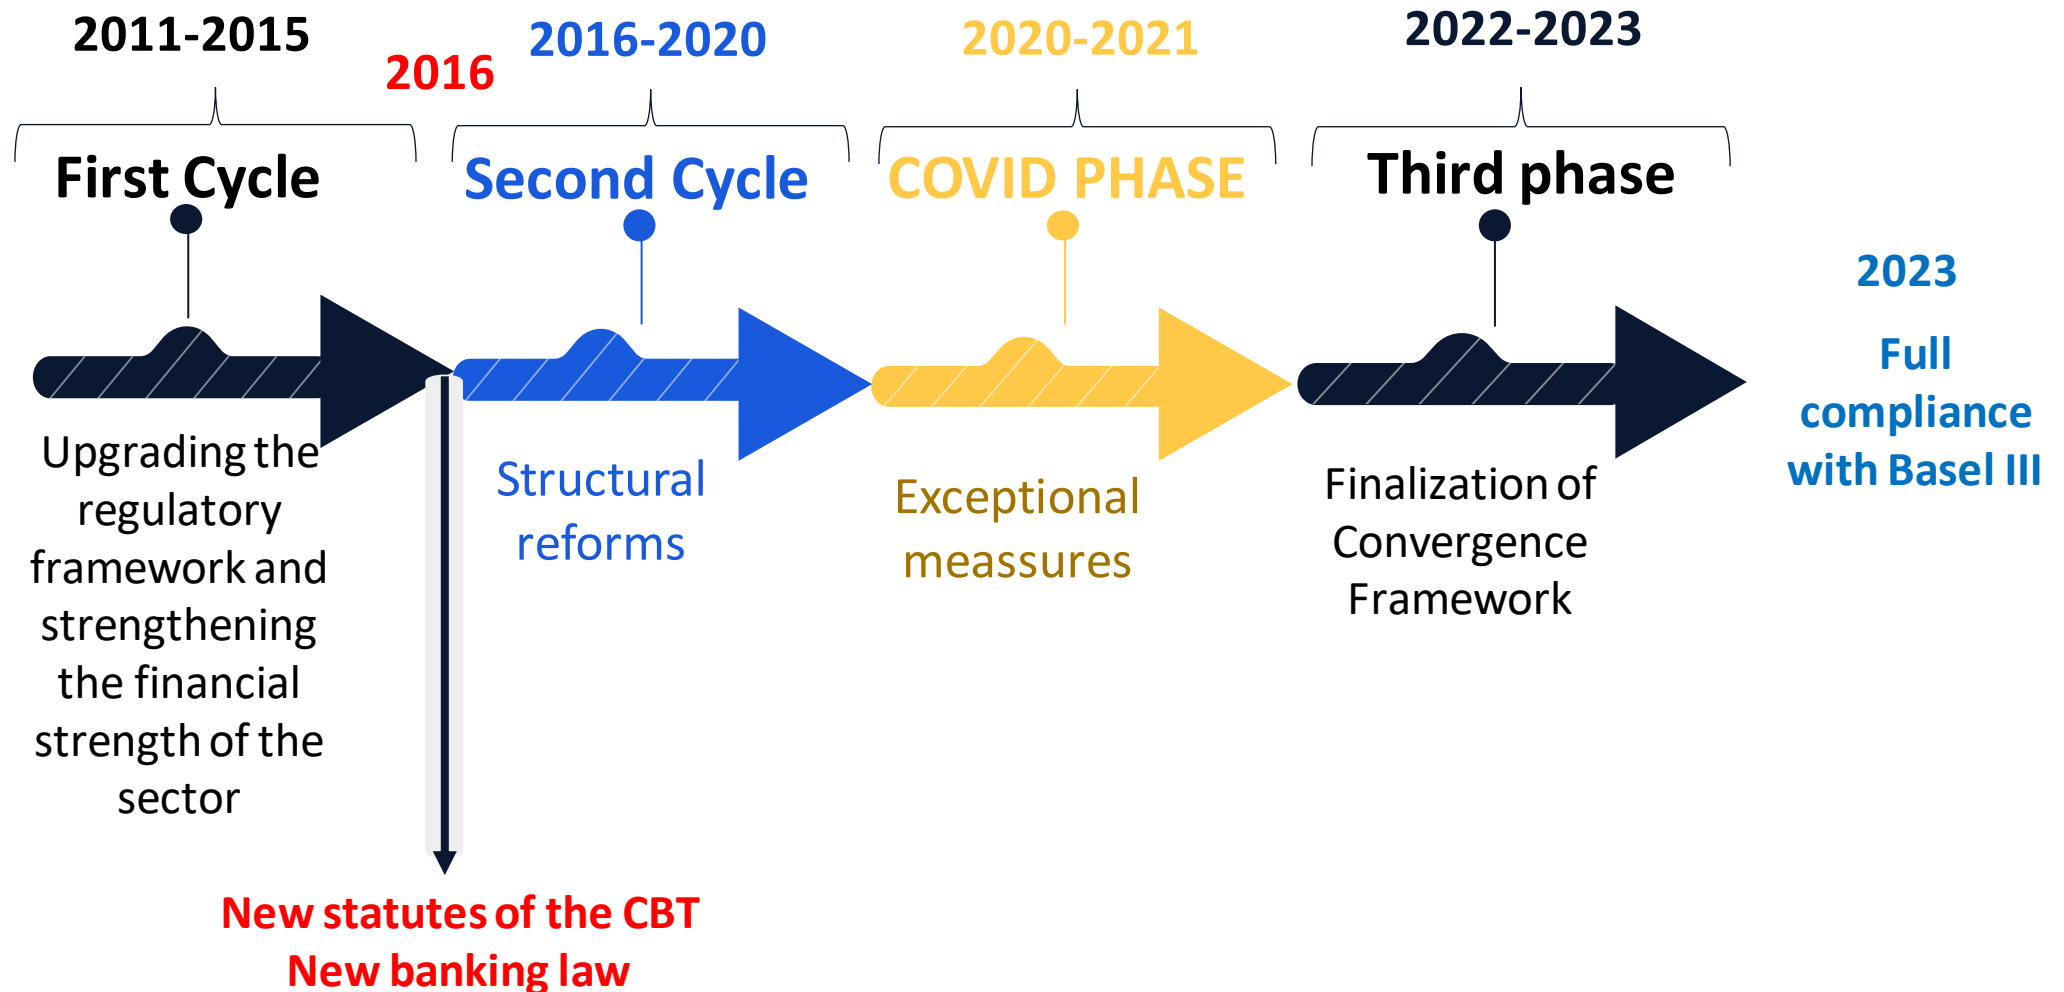 2011-2015
2016
2016-2020
2020-2021
2022-2023
First Cycle
Second Cycle
COVID PHASE
Third phase
Upgrading the
regulatory
framework and
strengthening
the financial
strength of the
sector
Structural
reforms
Exceptional
meassures
Finalization of
Convergence
Framework
2023
Full
compliance
with Basel III
New statutes of the CBT
New banking law